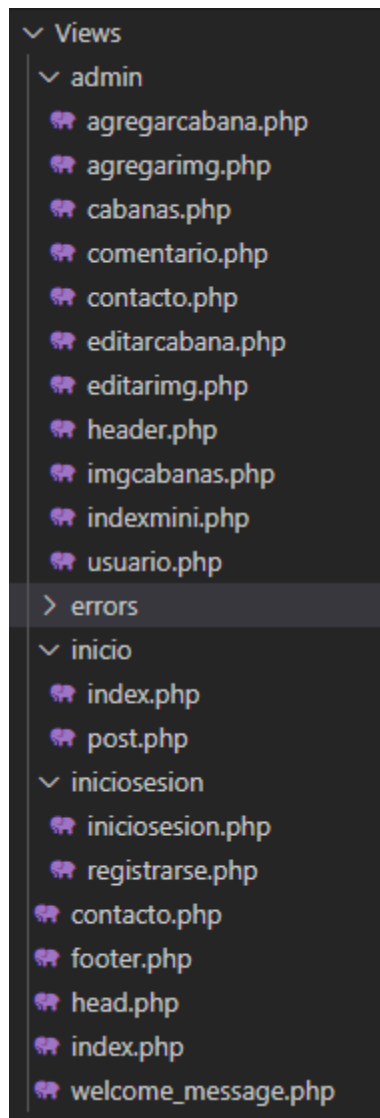 Views
admin
agregarcabana.php
agregarimg.php
cabanas.php
comentario.php
contacto.php
editarcabana.php
editarimg.php
header.php
imgcabanas.php
indexmini.php
usuario.php
errors
inicio
index.php
post.php
iniciosesion
iniciosesion.php
registrarse.php
contacto.php
footer.php
head.php
index.php
welcome_message.php